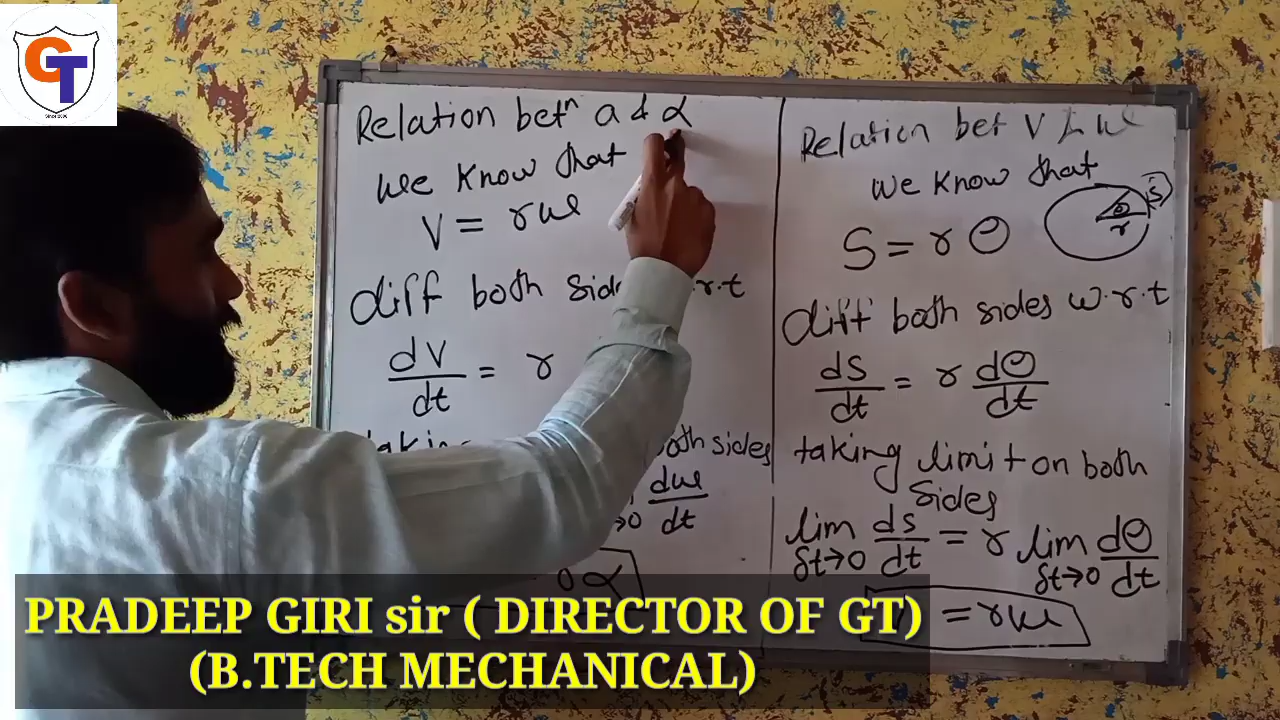 GT
Relation betn a & α
we know that
V = rω
diff both sides w.r.t
dV/dt = r
taking both sides
→0 dω/dt
α
Relation bet V & ω
we know that
S = rθ
θ
r
S
diff both sides w.r.t
ds/dt = r dθ/dt
taking limit on both
sides
lim δt→0 ds/dt = r lim δt→0 dθ/dt
= rω
PRADEEP GIRI sir ( DIRECTOR OF GT)
(B.TECH MECHANICAL)